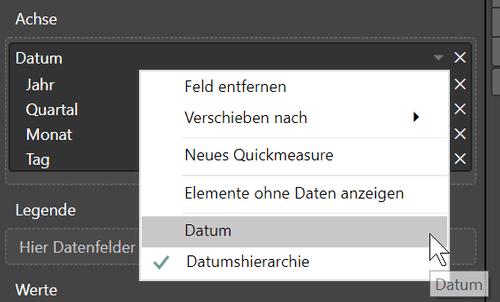 Achse
Datum
Jahr
Quartal
Monat
Tag
Feld entfernen
Verschieben nach
Neues Quickmeasure
Elemente ohne Daten anzeigen
Datum
Datumshierarchie
Datum
Legende
Hier Datenfelder
Werte